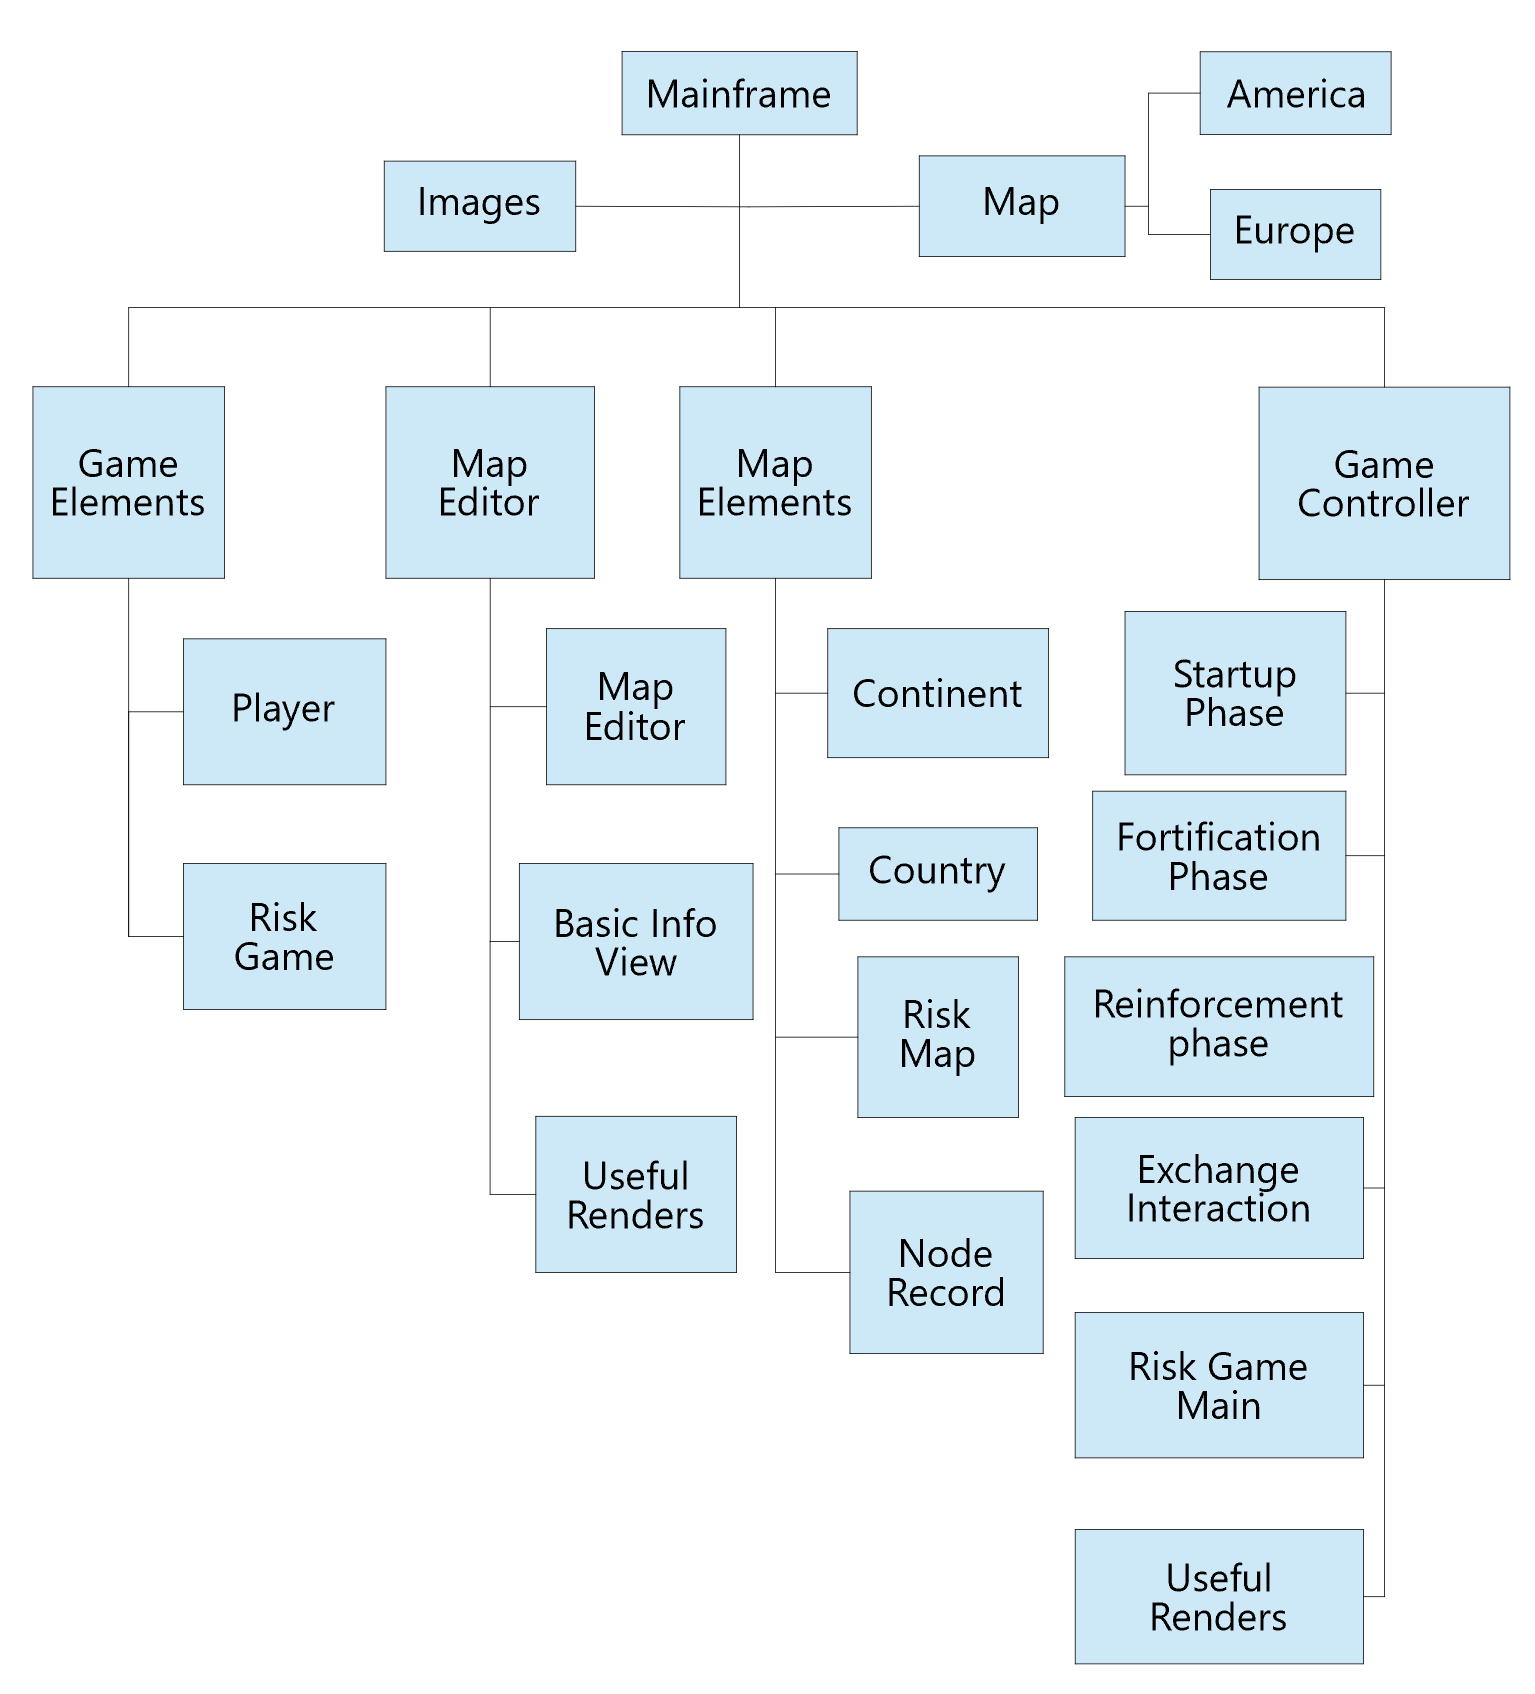 Mainframe
America
Images
Map
Europe
Game
Elements
Map
Editor
Map
Elements
Game
Controller
Player
Risk
Game
Map
Editor
Basic Info
View
Useful
Renders
Continent
Country
Risk
Map
Node
Record
Startup
Phase
Fortification
Phase
Reinforcement
phase
Exchange
Interaction
Risk Game
Main
Useful
Renders